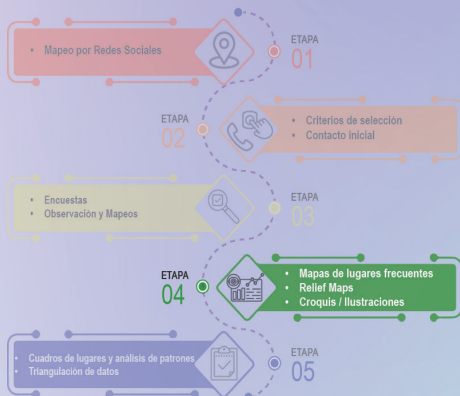 • Mapeo por Redes Sociales
ETAPA
01
ETAPA
02
• Criterios de selección
• Contacto inicial
• Encuestas
• Observación y Mapeos
ETAPA
03
ETAPA
04
• Mapas de lugares frecuentes
• Relief Maps
• Croquis / Ilustraciones
• Cuadros de lugares y análisis de patrones
• Triangulación de datos
ETAPA
05